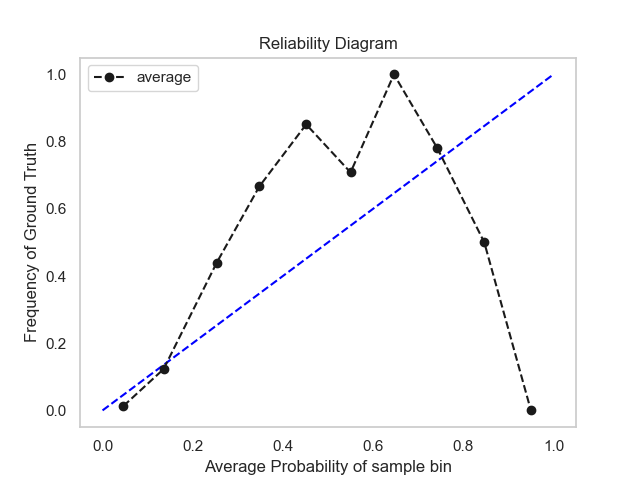 Reliability Diagram
average
1.0
0.8
0.6
0.4
0.2
0.0
Frequency of Ground Truth
0.0 0.2 0.4 0.6 0.8 1.0
Average Probability of sample bin